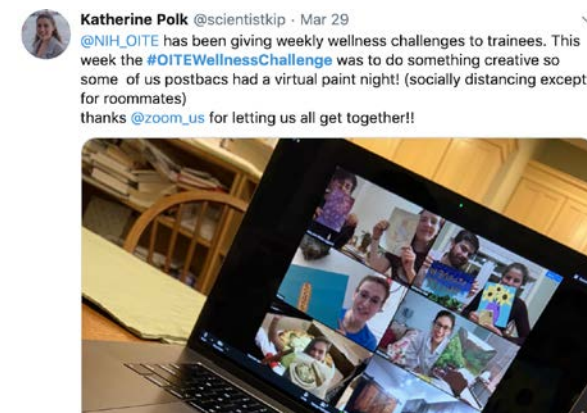 Katherine Polk @scientistkip · Mar 29
@NIH_OITE has been giving weekly wellness challenges to trainees. This
week the #OITEWellnessChallenge was to do something creative so
some of us postbacs had a virtual paint night! (socially distancing except
for roommates)
thanks @zoom_us for letting us all get together!!